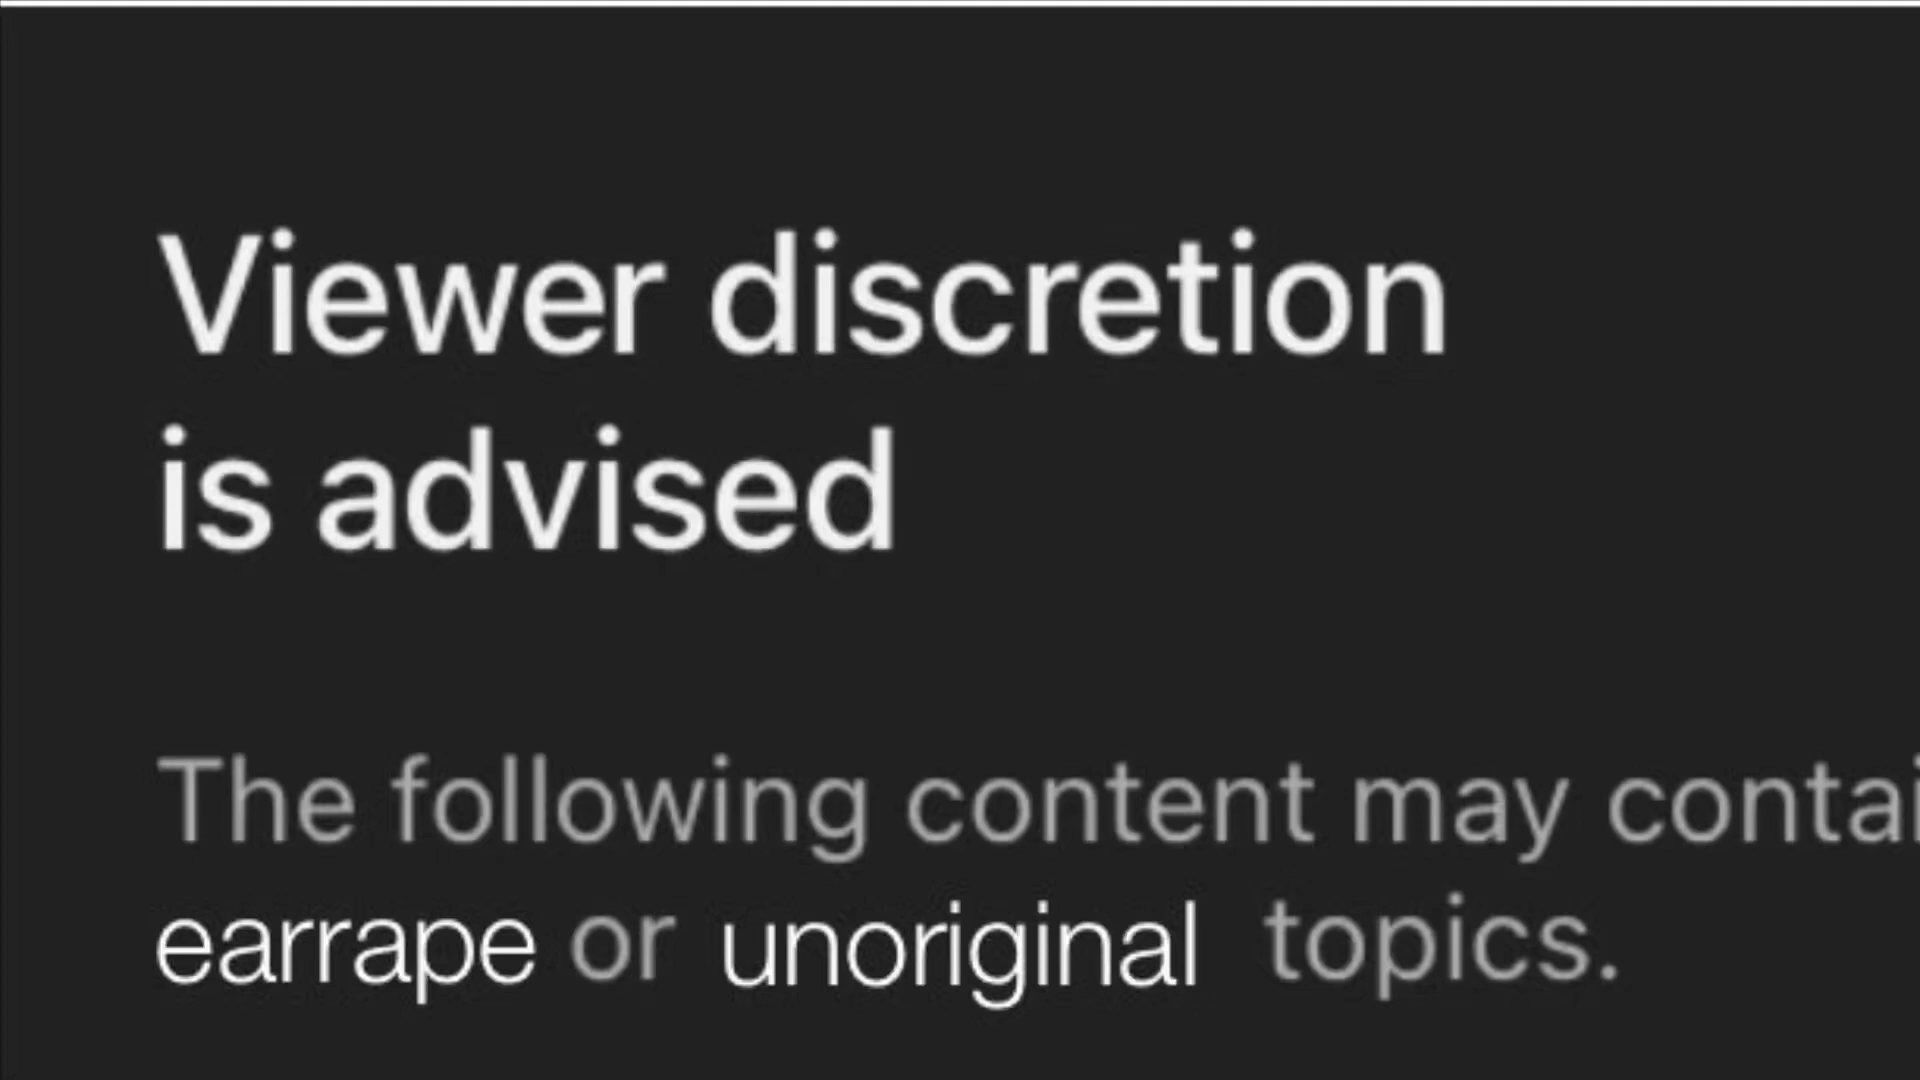 Viewer discretion
is advised
The following content may contai
earrape or unoriginal topics.